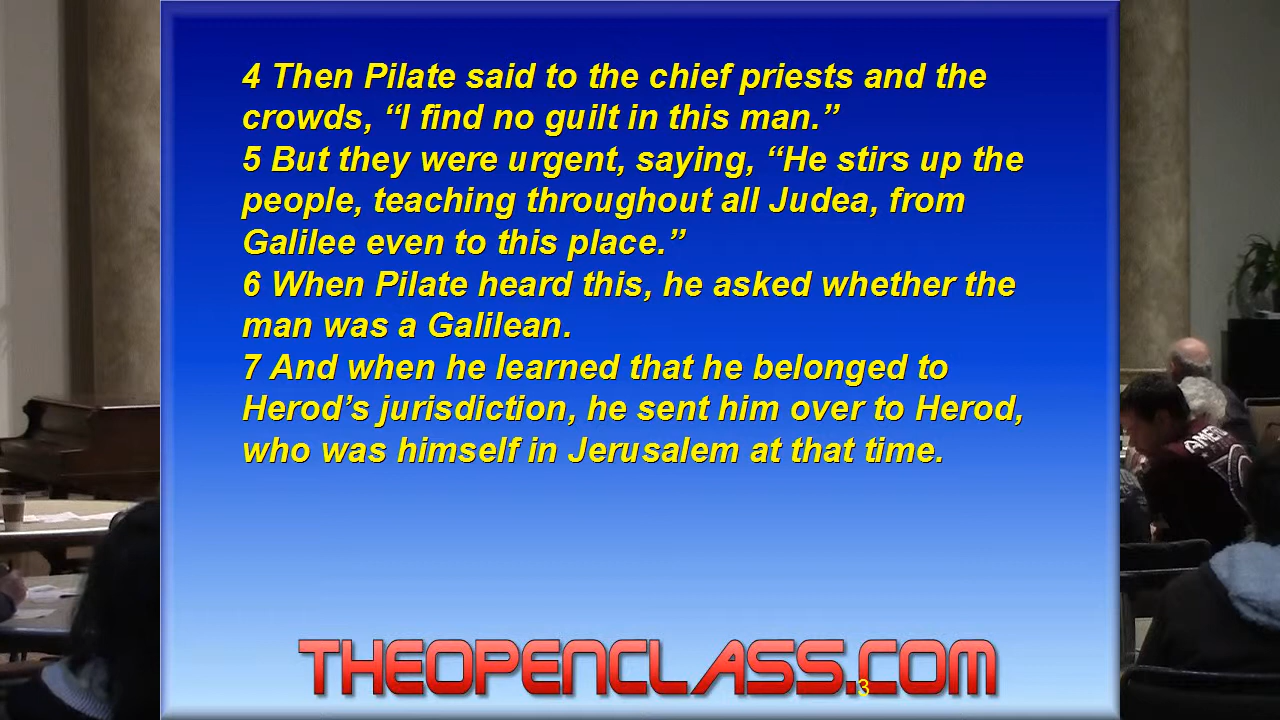 4 Then Pilate said to the chief priests and the
crowds, “I find no guilt in this man.”
5 But they were urgent, saying, “He stirs up the
people, teaching throughout all Judea, from
Galilee even to this place.”
6 When Pilate heard this, he asked whether the
man was a Galilean.
7 And when he learned that he belonged to
Herod’s jurisdiction, he sent him over to Herod,
who was himself in Jerusalem at that time.
THEOPENCLASS.COM
3